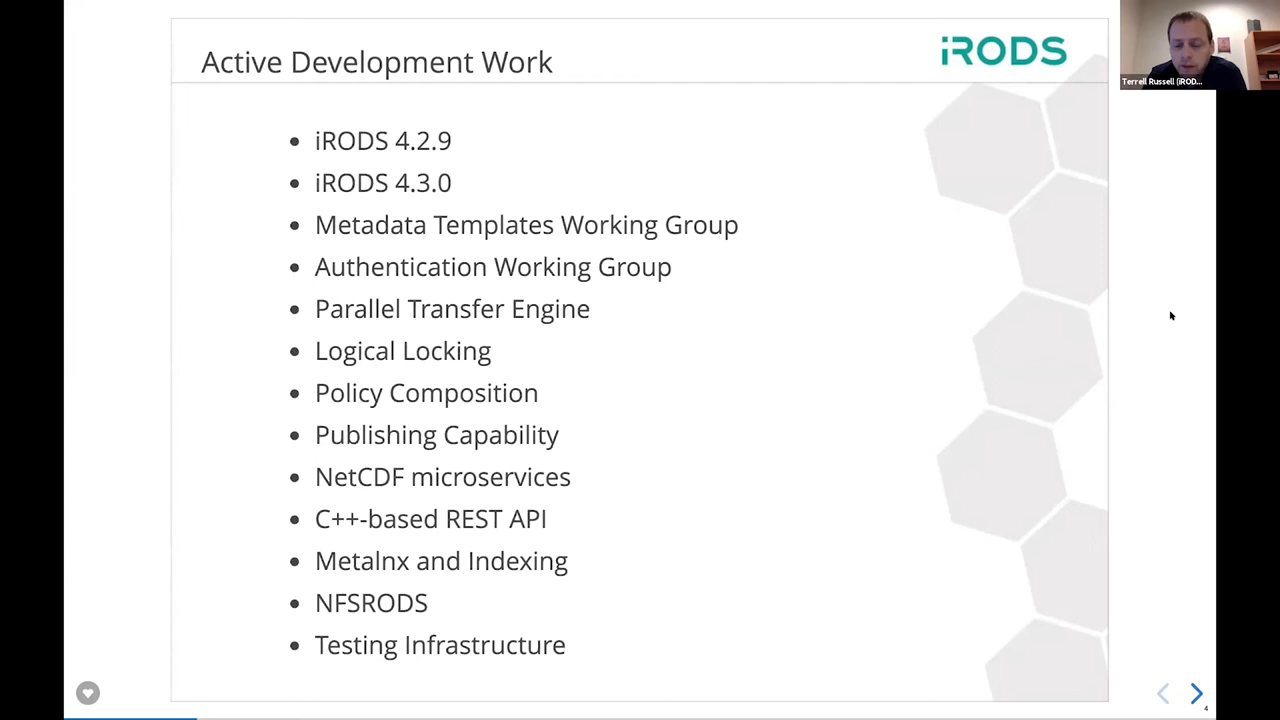 Active Development Work
iRODS
Terrell Russell (iROD...
• iRODS 4.2.9
• iRODS 4.3.0
• Metadata Templates Working Group
• Authentication Working Group
• Parallel Transfer Engine
• Logical Locking
• Policy Composition
• Publishing Capability
• NetCDF microservices
• C++-based REST API
• Metalnx and Indexing
• NFSRODS
• Testing Infrastructure
4